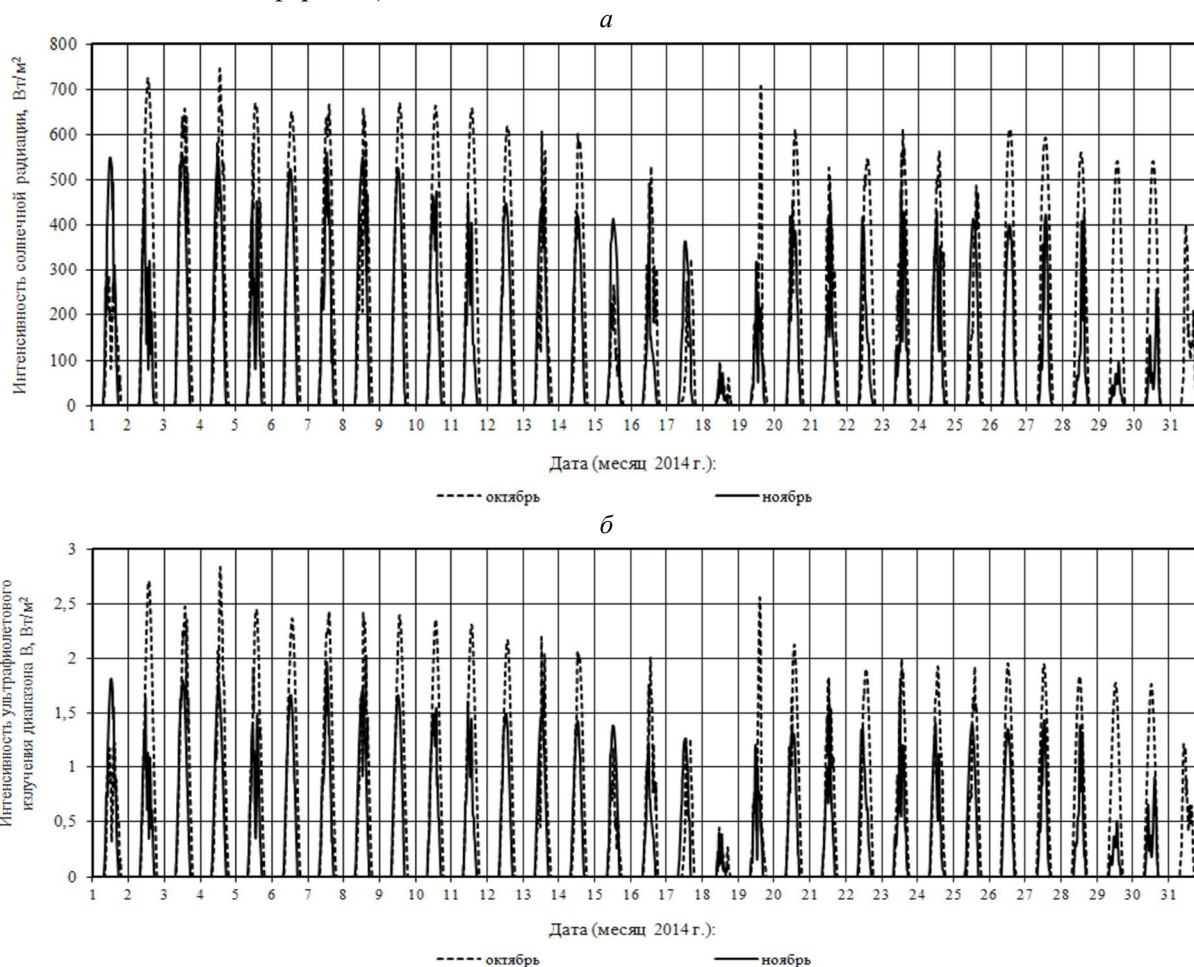 а
Интенсивность солнечной радиации, Вт/м²
800
700
600
500
400
300
200
100
0
1 2 3 4 5 6 7 8 9 10 11 12 13 14 15 16 17 18 19 20 21 22 23 24 25 26 27 28 29 30 31
Дата (месяц 2014 г.):
октябрь ноябрь
б
Интенсивность ультрафиолетового
излучения диапазона В, Вт/м²
3
2,5
2
1,5
1
0,5
0
1 2 3 4 5 6 7 8 9 10 11 12 13 14 15 16 17 18 19 20 21 22 23 24 25 26 27 28 29 30 31
Дата (месяц 2014 г.):
октябрь ноябрь